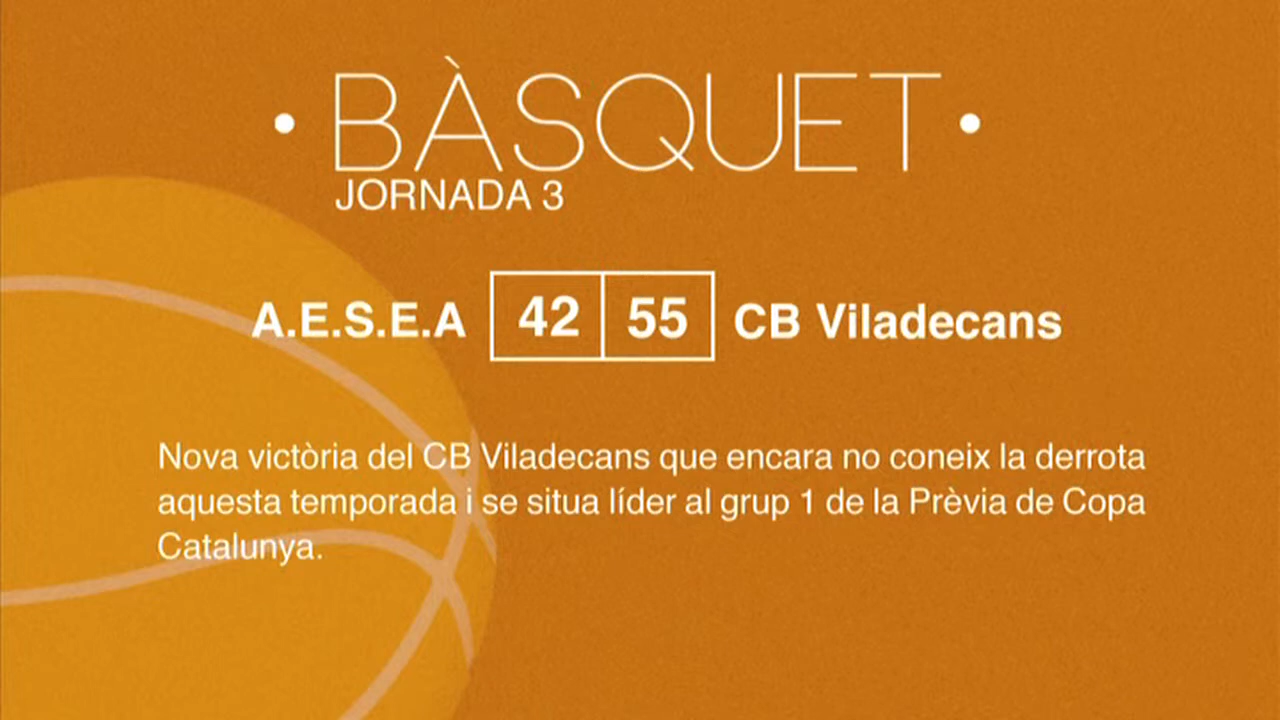 • BÀSQUET •
JORNADA 3
A.E.S.E.A 42 55 CB Viladecans
Nova victòria del CB Viladecans que encara no coneix la derrota
aquesta temporada i se situa líder al grup 1 de la Prèvia de Copa
Catalunya.